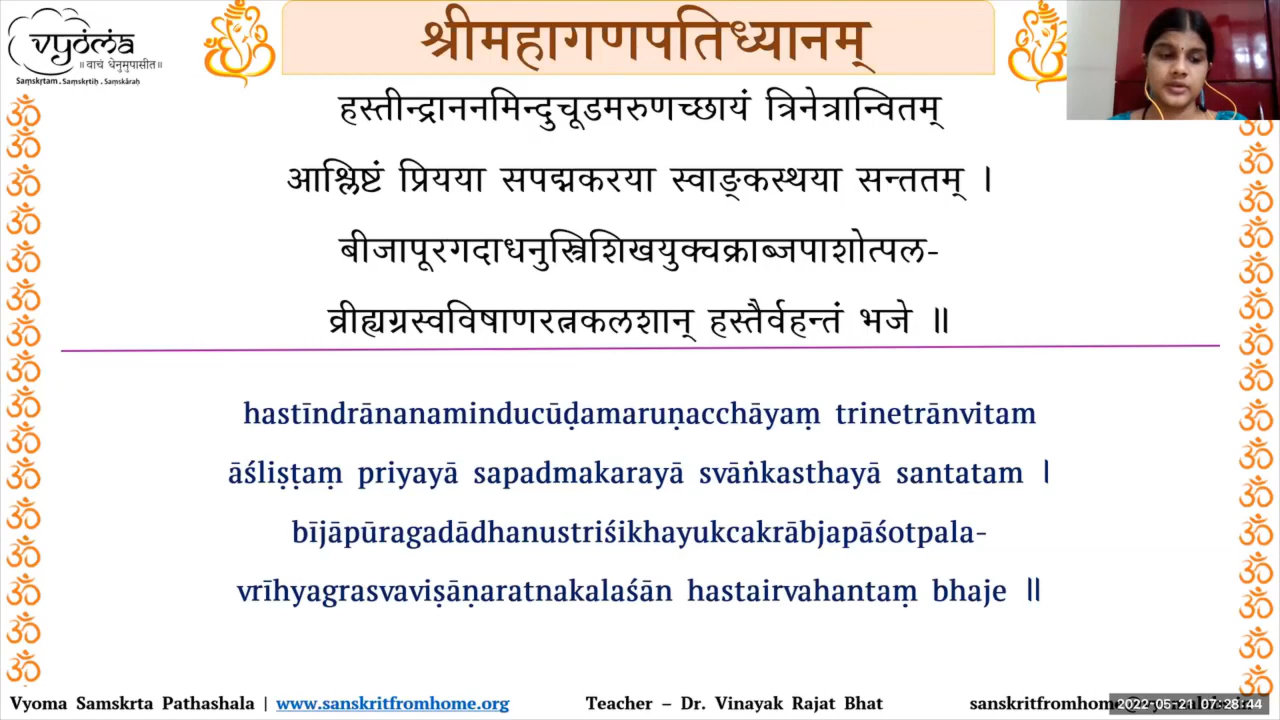 vyoma
॥ वाचं धेनुमुपासीत॥
Saṃskṛtam . Saṃskṛtiḥ . Saṃskārāḥ
श्रीमहागणपतिध्यानम्
हस्तीन्द्राननमिन्दुचूडमरुणच्छायं त्रिनेत्रान्वितम्
आश्लिष्टं प्रियया सपद्मकरया स्वाङ्कस्थया सन्ततम् ।
बीजापूरगदाधनुस्त्रिशिखयुक्चक्राब्जपाशोत्पल-
व्रीह्यग्रस्वविषाणरत्नकलशान् हस्तैर्वहन्तं भजे ॥
hastīndrānanaminducūḍamaruṇacchāyaṃ trinetrānvitam
āśliṣṭaṃ priyayā sapadmakarayā svāṅkasthayā santatam ।
bījāpūragadādhanustriśikhayukcakrābjapāśotpala-
vrīhyagrasvaviṣāṇaratnakalaśān hastairvahantaṃ bhaje ॥
Vyoma Samskrta Pathashala | www.sanskritfromhome.org Teacher – Dr. Vinayak Rajat Bhat
2022-05-21 07:28:44